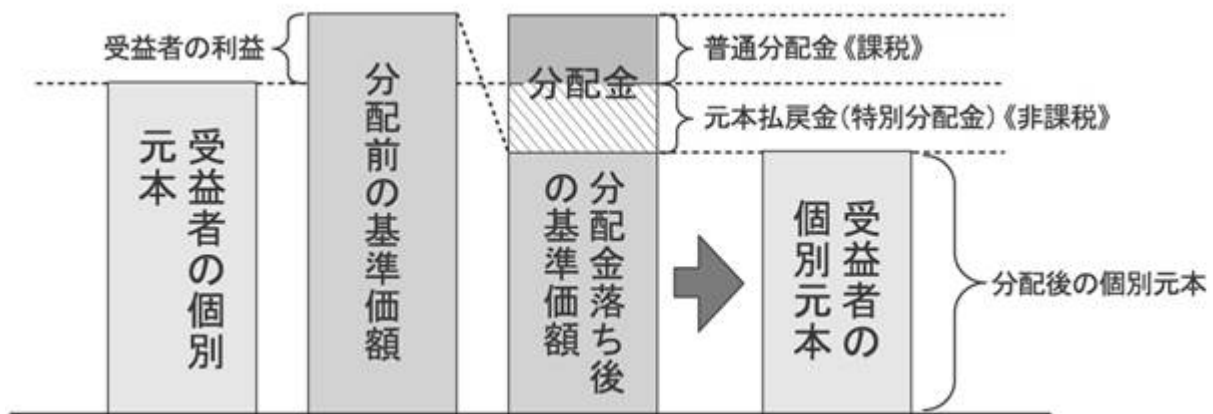 受益者の利益
受益者の個別
元本
分配前の基準価額
分配金
分配金落ち後
の基準価額
普通分配金《課税》
元本払戻金(特別分配金)《非課税》
受益者の
個別元本
分配後の個別元本